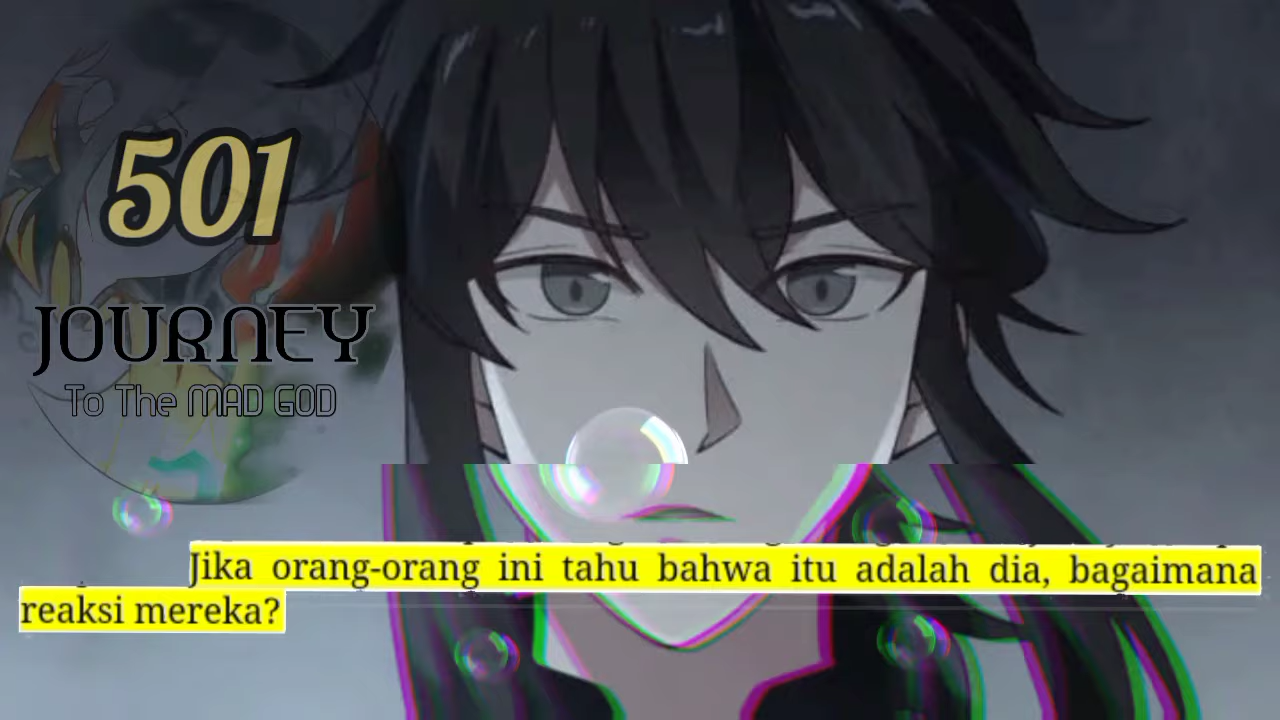 501
JOURNEY
To The MAD GOD
Jika orang-orang ini tahu bahwa itu adalah dia, bagaimana
reaksi mereka?